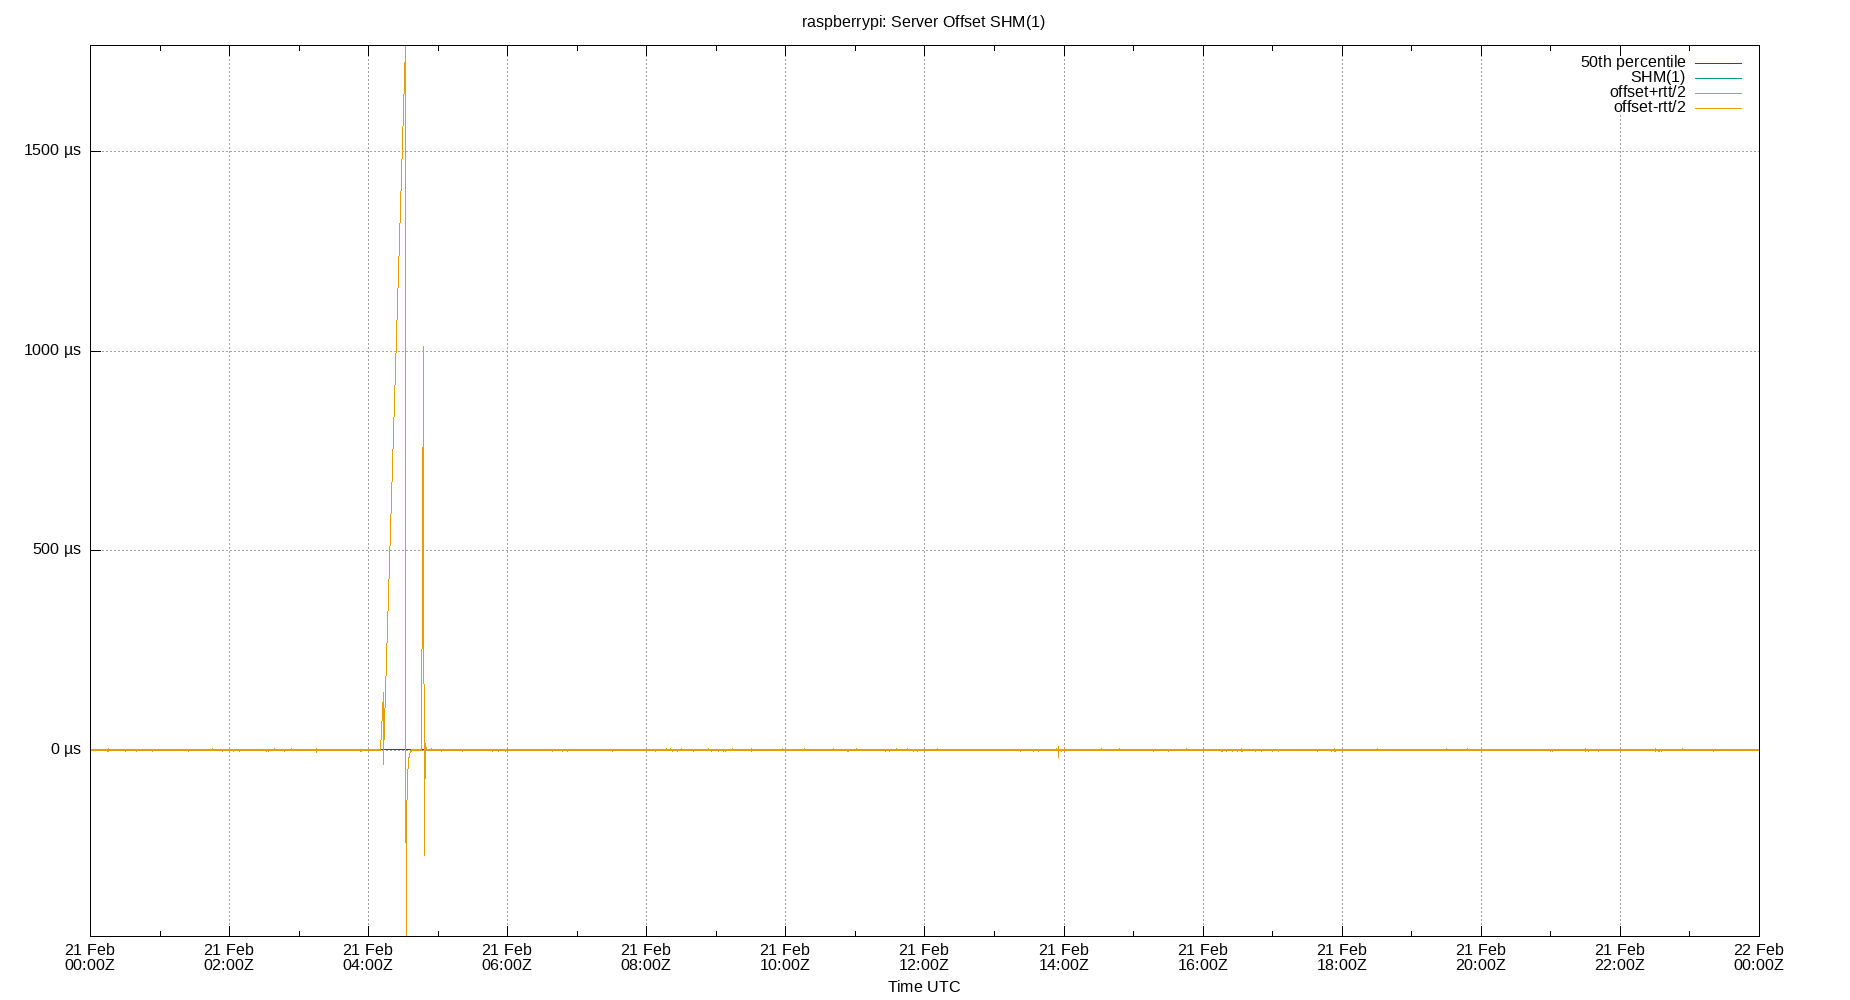 raspberrypi: Server Offset SHM(1)
50th percentile
SHM(1)
offset+rtt/2
offset-rtt/2
1500 µs
1000 µs
500 µs
0 µs
21 Feb 21 Feb 21 Feb 21 Feb 21 Feb 21 Feb 21 Feb 21 Feb 21 Feb 21 Feb 21 Feb 21 Feb 22 Feb
00:00Z 02:00Z 04:00Z 06:00Z 08:00Z 10:00Z 12:00Z 14:00Z 16:00Z 18:00Z 20:00Z 22:00Z 00:00Z
Time UTC